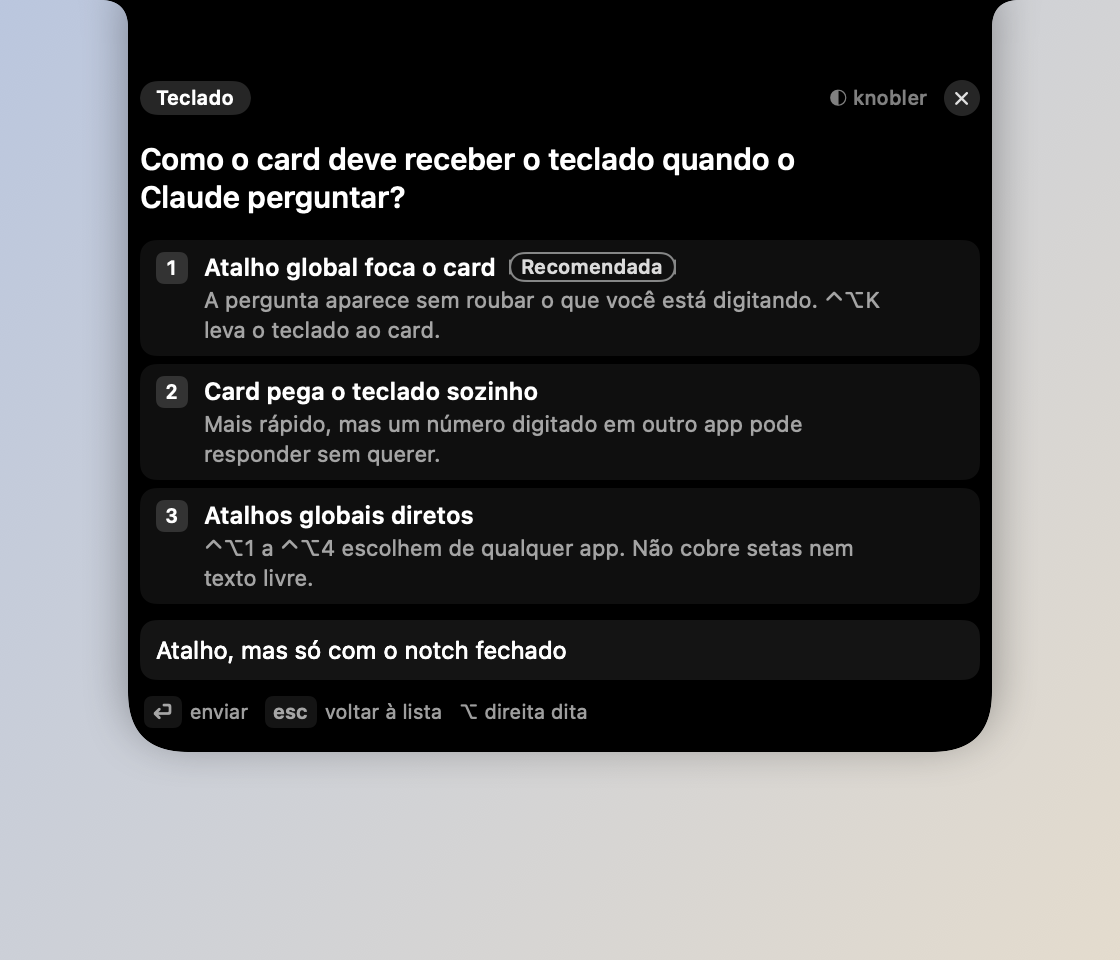 Teclado
knobler
Como o card deve receber o teclado quando o
Claude perguntar?
1 Atalho global foca o card Recomendada
A pergunta aparece sem roubar o que você está digitando. ⌃⌥K
leva o teclado ao card.
2 Card pega o teclado sozinho
Mais rápido, mas um número digitado em outro app pode
responder sem querer.
3 Atalhos globais diretos
⌃⌥1 a ⌃⌥4 escolhem de qualquer app. Não cobre setas nem
texto livre.
Atalho, mas só com o notch fechado
↩ enviar esc voltar à lista ⌥ direita dita